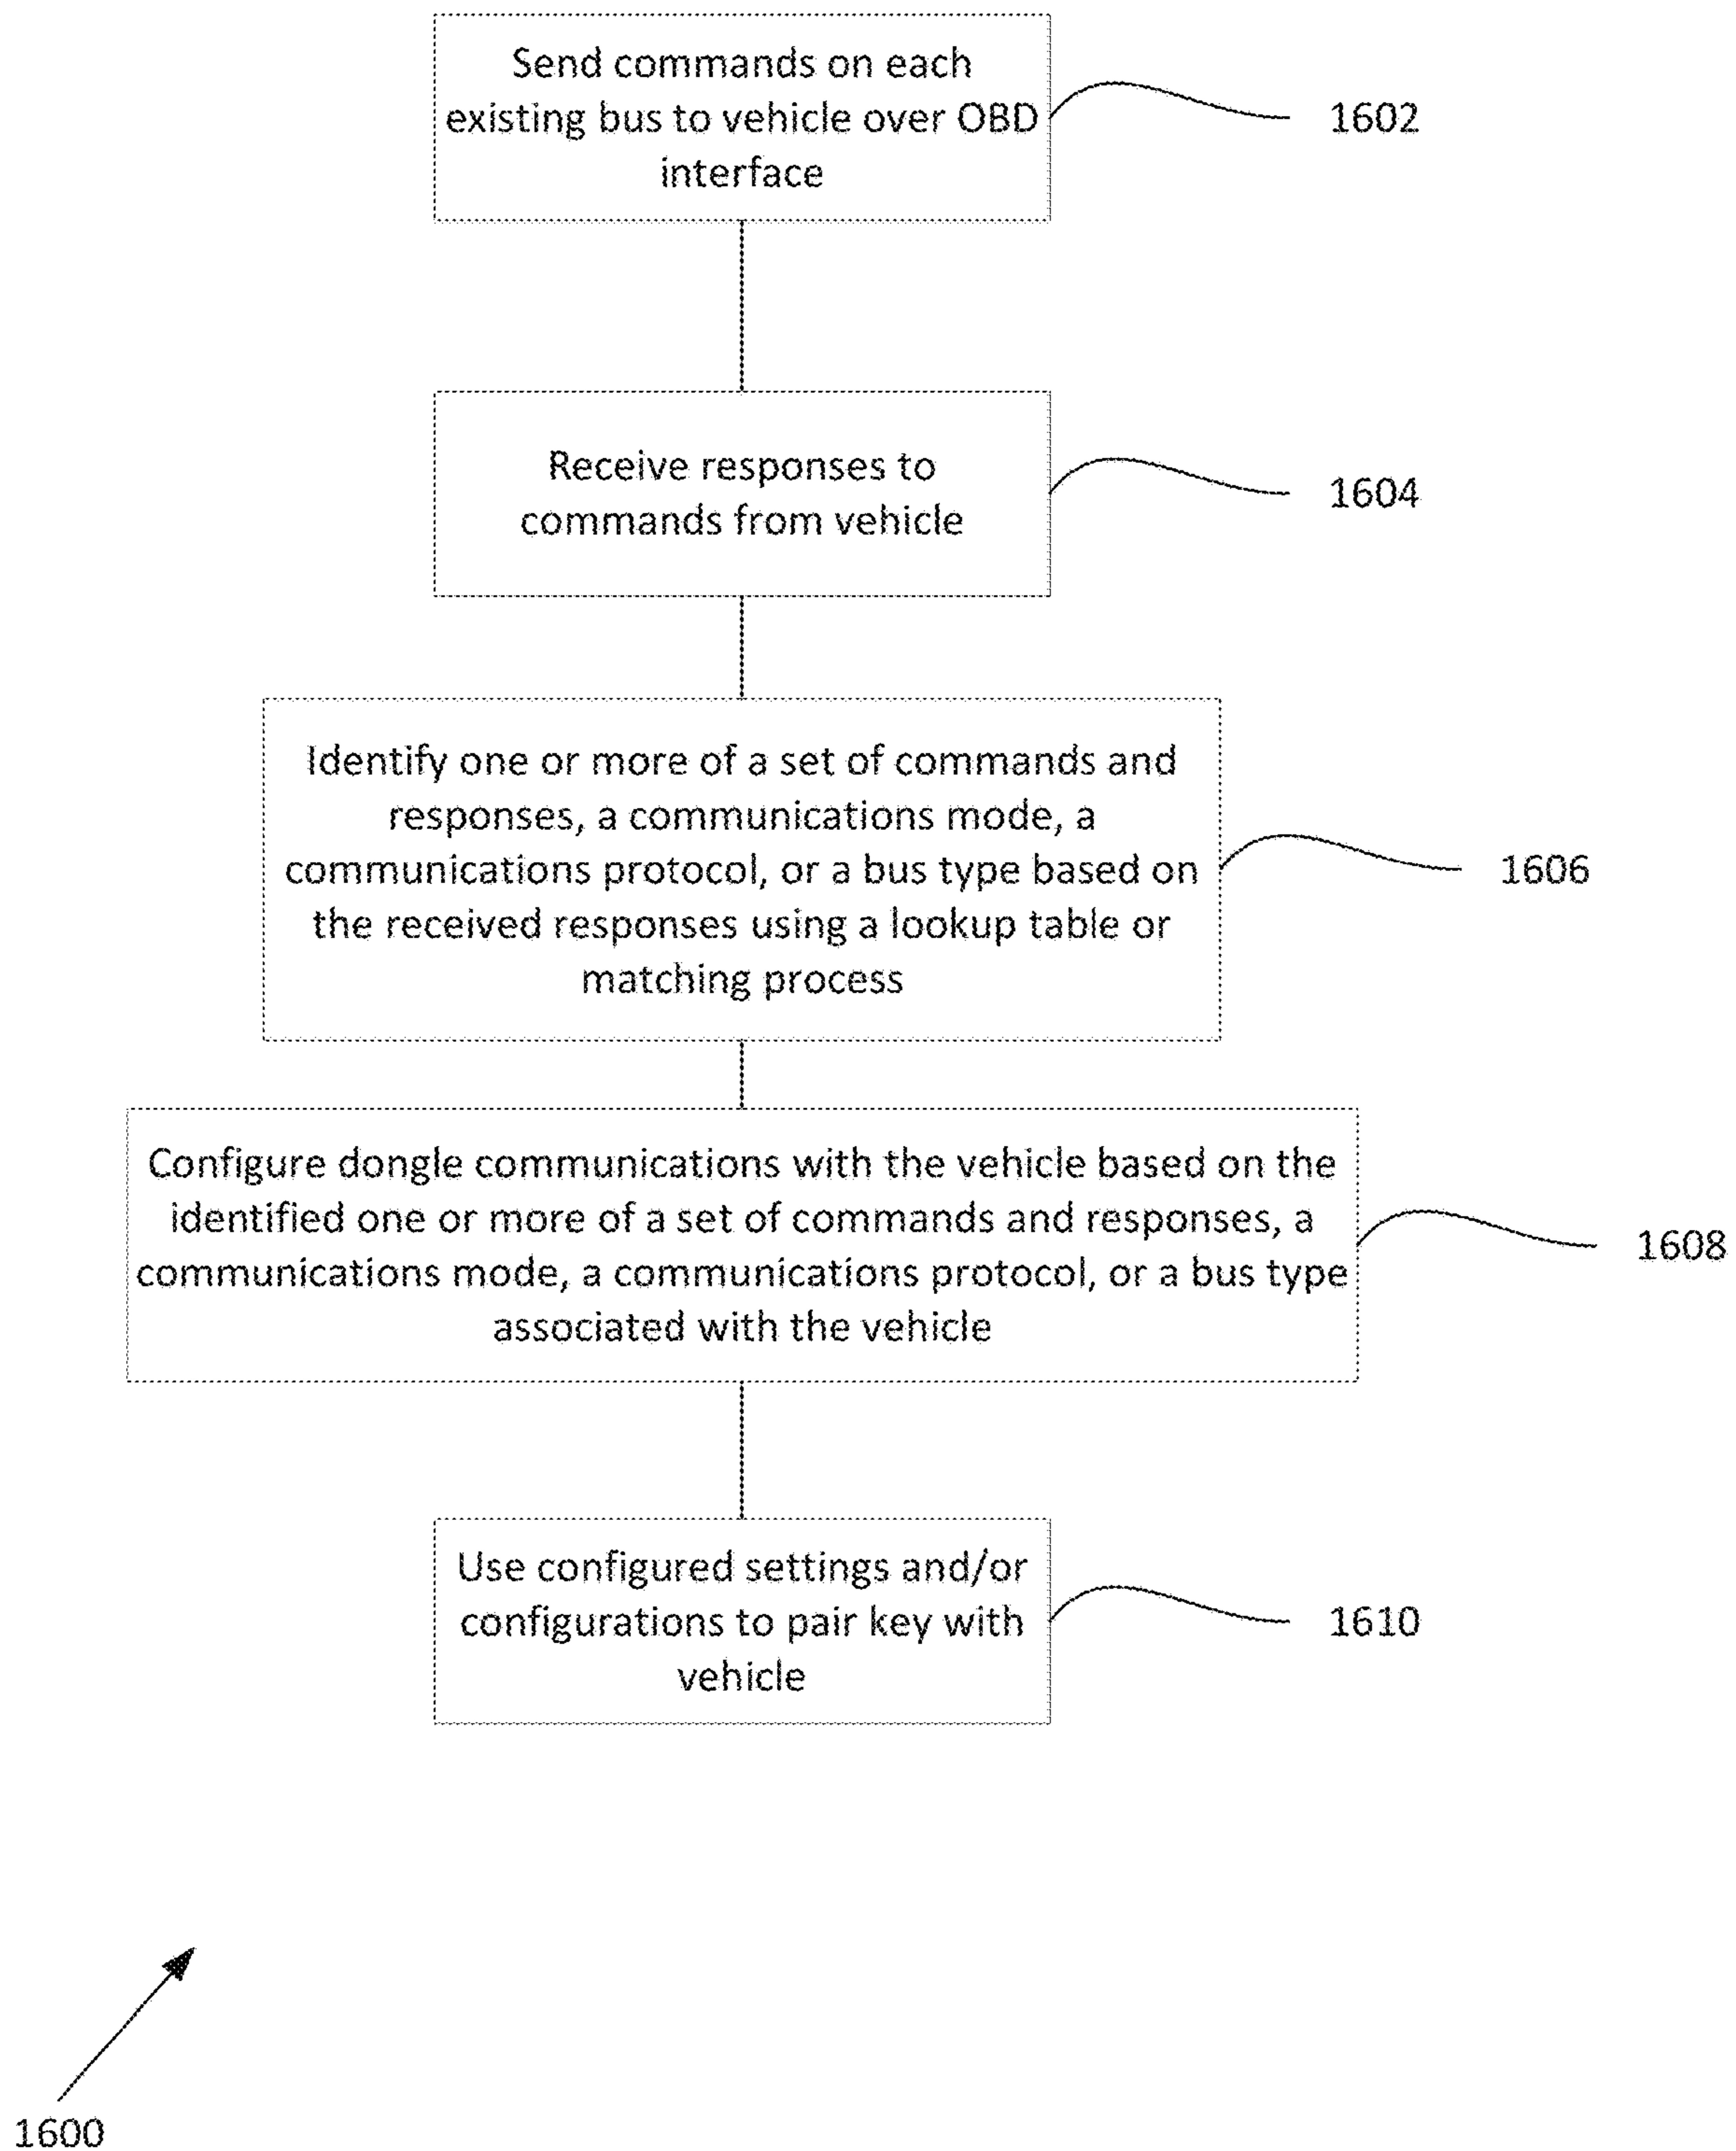 Send commands on each
existing bus to vehicle over OBD
interface
1602
Receive responses to
commands from vehicle
1604
Identify one or more of a set of commands and
responses, a communications mode, a
communications protocol, or a bus type based on
the received responses using a lookup table or
matching process
1606
Configure dongle communications with the vehicle based on the
identified one or more of a set of commands and responses, a
communications mode, a communications protocol, or a bus type
associated with the vehicle
1608
Use configured settings and/or
configurations to pair key with
vehicle
1610
1600